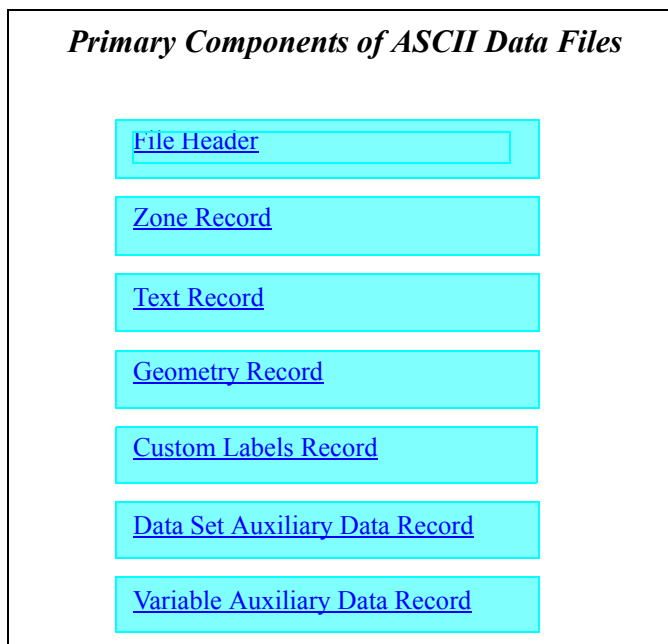 Primary Components of ASCII Data Files
File Header
Zone Record
Text Record
Geometry Record
Custom Labels Record
Data Set Auxiliary Data Record
Variable Auxiliary Data Record